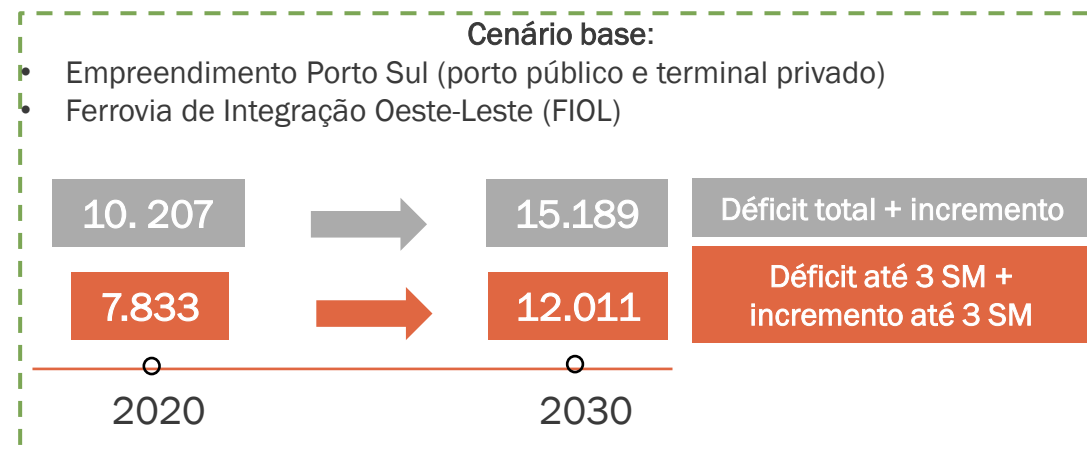 Cenário base:
• Empreendimento Porto Sul (porto público e terminal privado)
• Ferrovia de Integração Oeste-Leste (FIOL)
10. 207
15.189
Déficit total + incremento
7.833
12.011
Déficit até 3 SM +
incremento até 3 SM
2020
2030